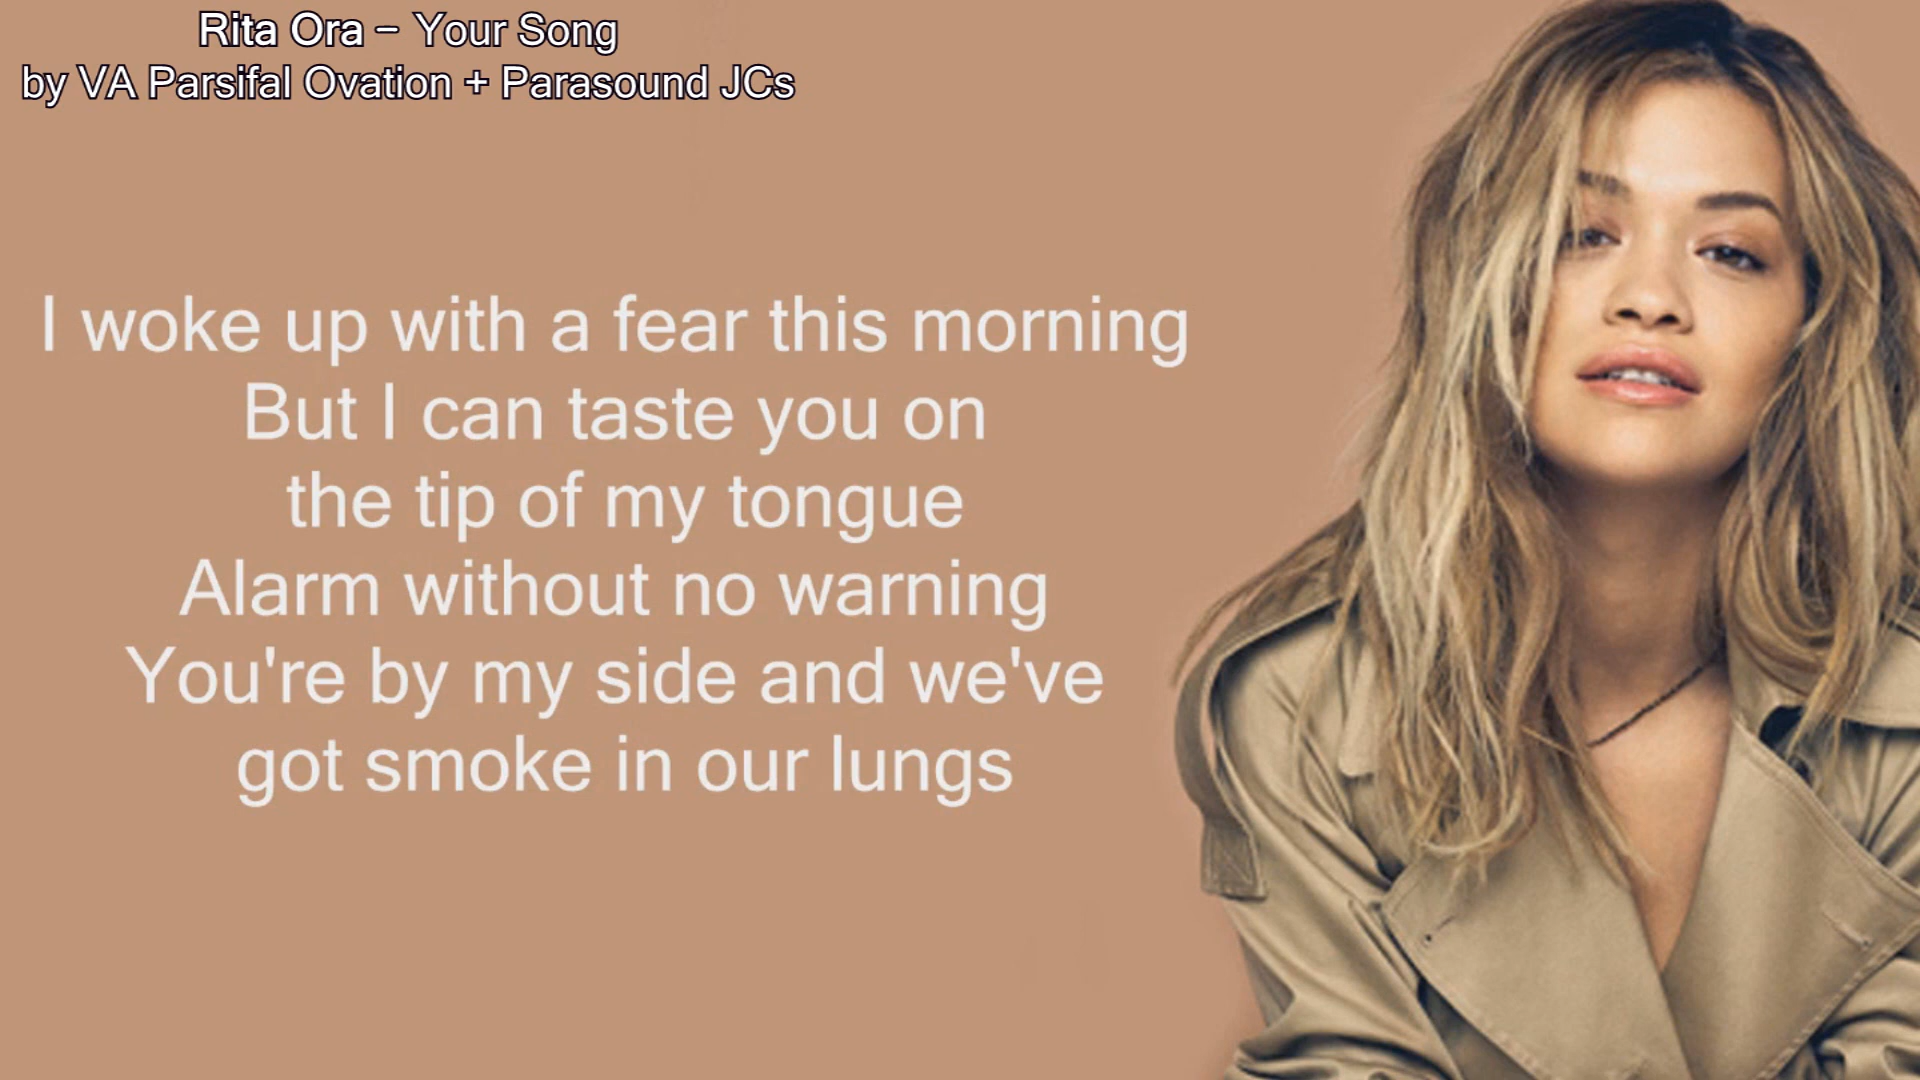 Rita Ora – Your Song
by VA Parsifal Ovation + Parasound JCs
I woke up with a fear this morning
But I can taste you on
the tip of my tongue
Alarm without no warning
You're by my side and we've
got smoke in our lungs